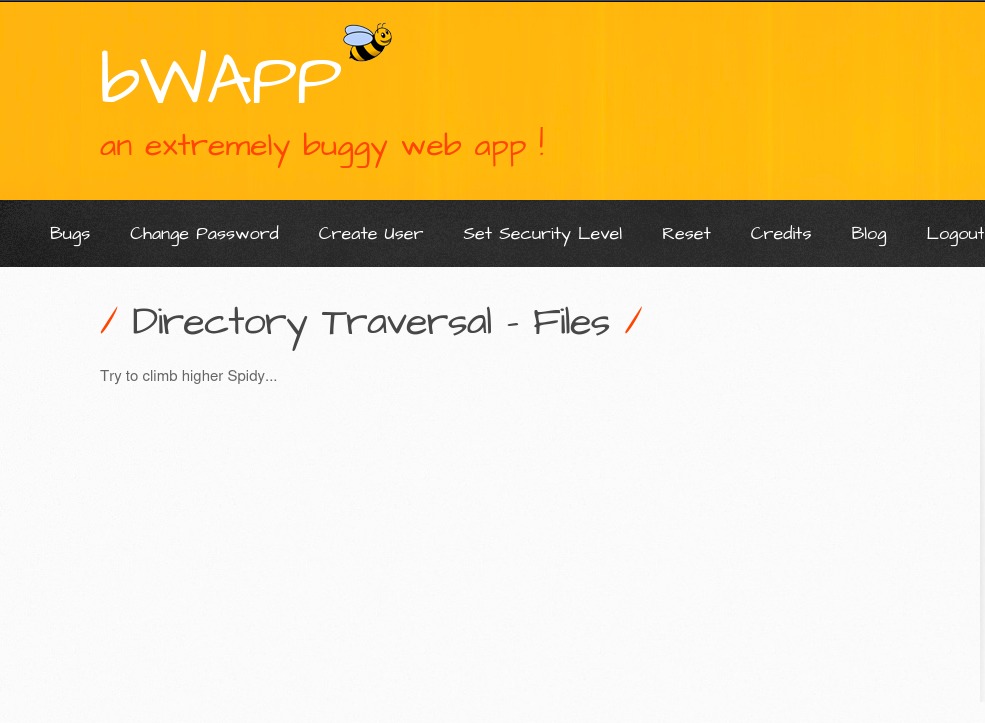 bWAPP
an extremely buggy web app !
Bugs Change Password Create User Set Security Level Reset Credits Blog Logout
/ Directory Traversal - Files /
Try to climb higher Spidy...